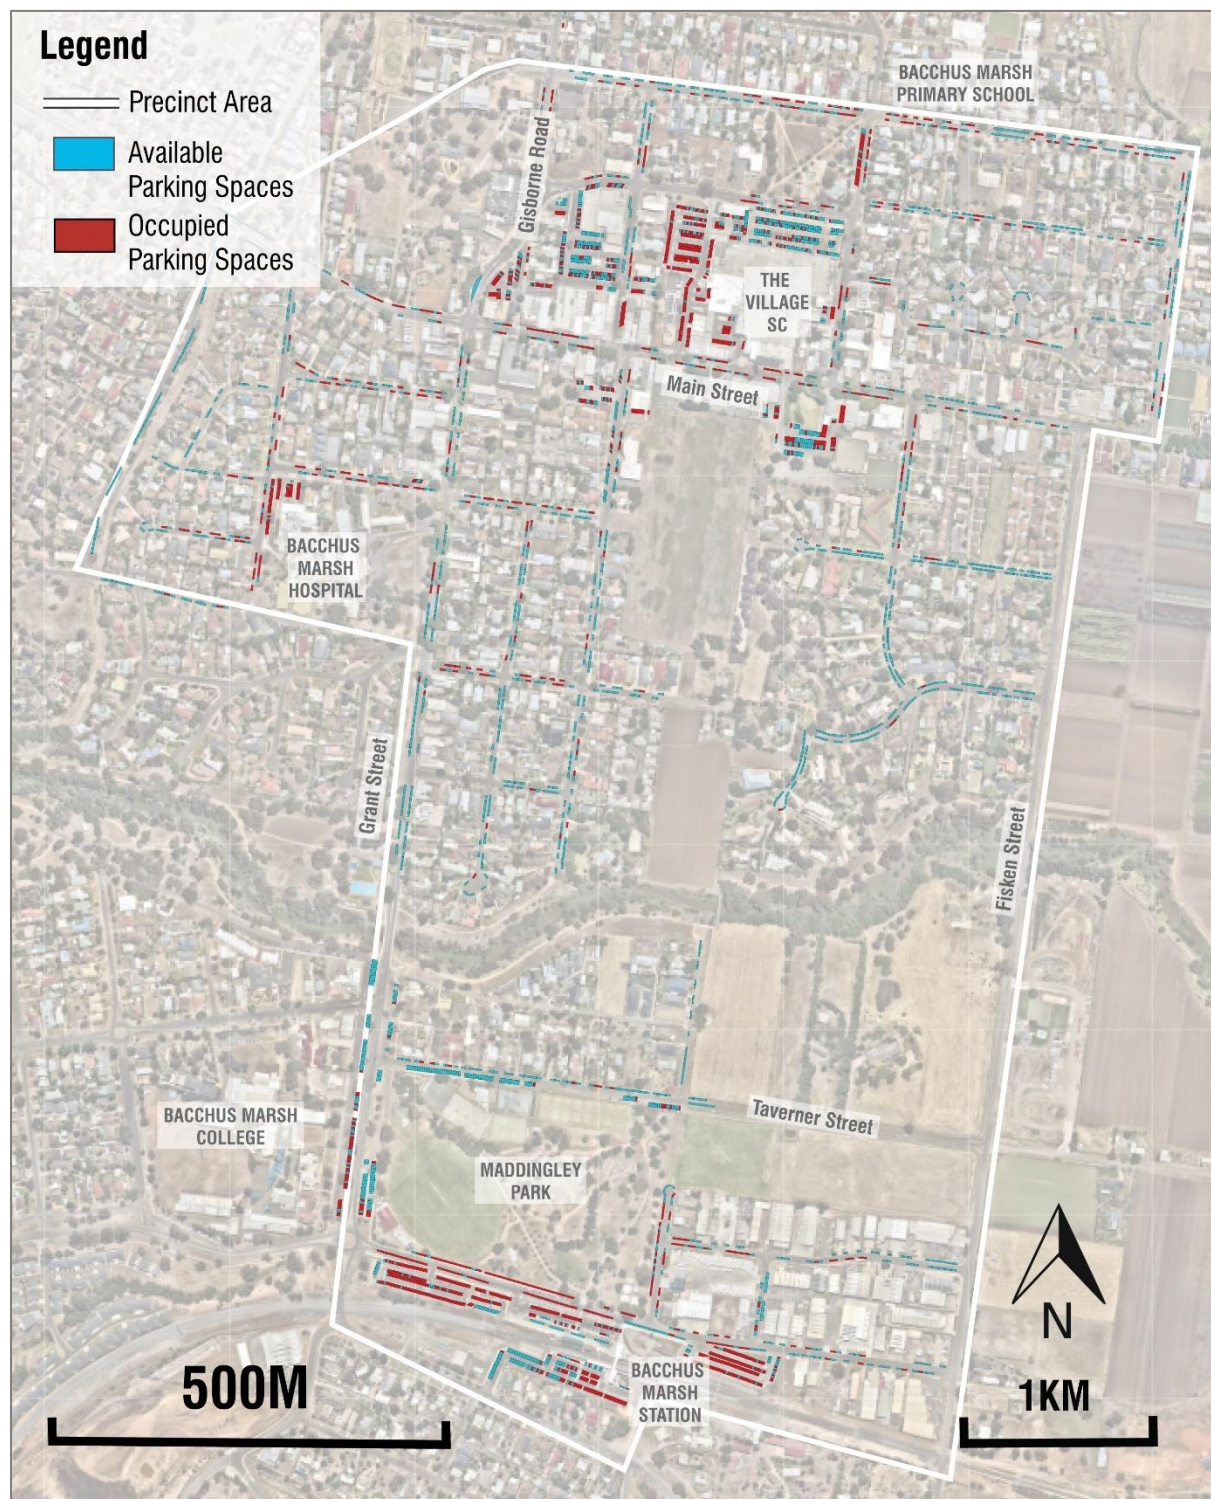 Legend
Precinct Area
Available
Parking Spaces
Occupied
Parking Spaces
BACCHUS MARSH
PRIMARY SCHOOL
Gisborne Road
THE
VILLAGE
SC
Main Street
BACCHUS
MARSH
HOSPITAL
Grant Street
Fisken Street
BACCHUS MARSH
COLLEGE
Taverner Street
MADDINGLEY
PARK
N
BACCHUS
MARSH
STATION
500M
1KM